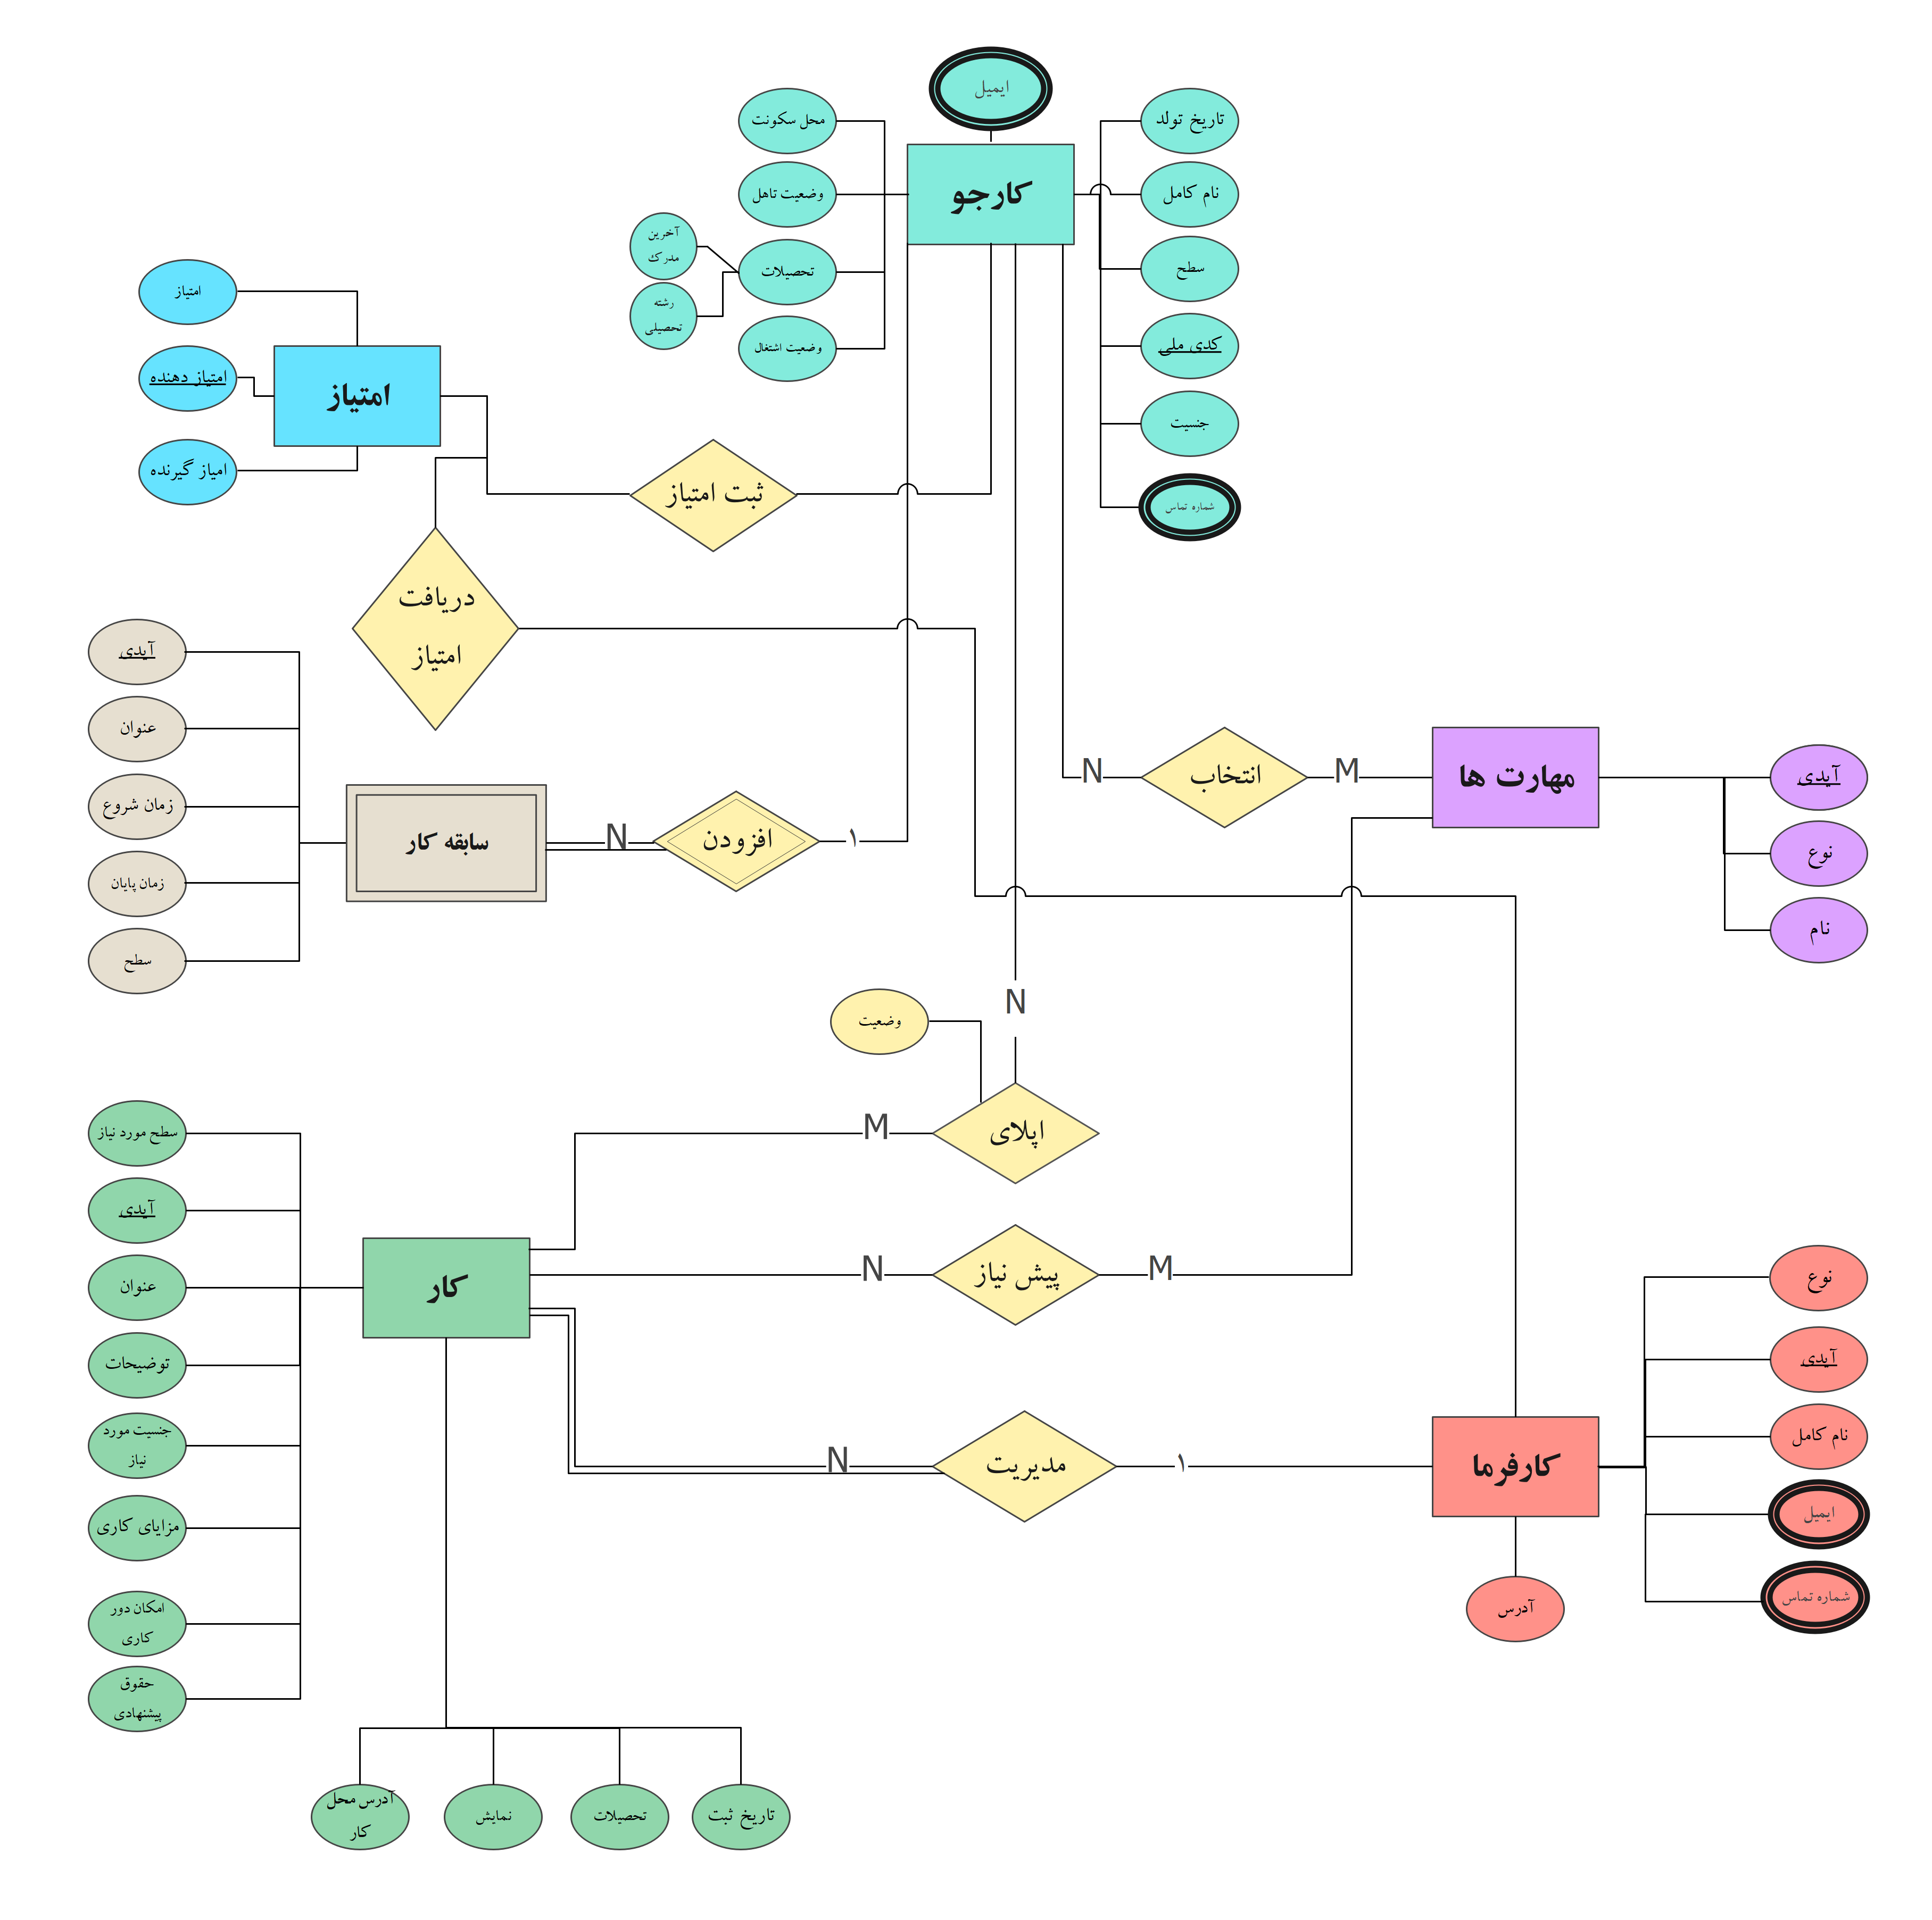 ایمیل
محل سکونت
تاریخ تولد
کارجو
وضعیت تاهل
نام کامل
آخرین
مدرک
تحصیلات
سطح
رشته
تحصیلی
وضعیت اشتغال
کدی ملی
جنسیت
شماره تماس
امتیاز
امتیاز دهنده
امتیاز
امیاز گیرنده
ثبت امتیاز
دریافت
امتیاز
آیدی
عنوان
زمان شروع
زمان پایان
سطح
سابقه کار
N
افزودن
۱
N
انتخاب
M
مهارت ها
آیدی
نوع
نام
N
وضعیت
اپلای
M
سطح مورد نیاز
آیدی
عنوان
توضیحات
جنسیت مورد
نیاز
مزایای کاری
امکان دور
کاری
حقوق
پیشنهادی
کار
N
پیش نیاز
M
N
مدیریت
۱
کارفرما
نوع
آیدی
نام کامل
ایمیل
شماره تماس
آدرس
آدرس محل
کار
نمایش
تحصیلات
تاریخ ثبت